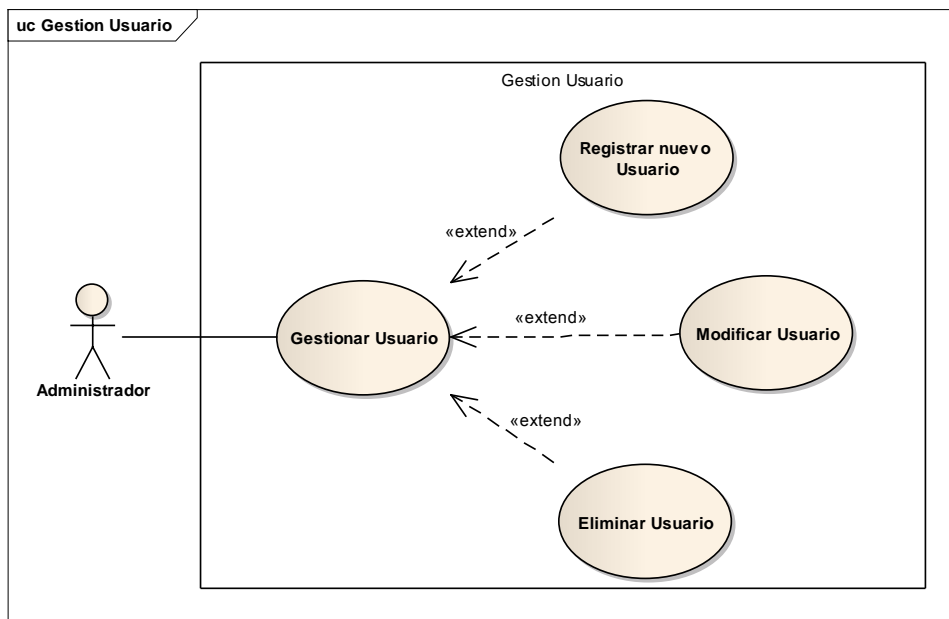 uc Gestion Usuario
Gestion Usuario
Registrar nuevo
Usuario
«extend»
«extend»
Gestionar Usuario
Modificar Usuario
Administrador
«extend»
Eliminar Usuario